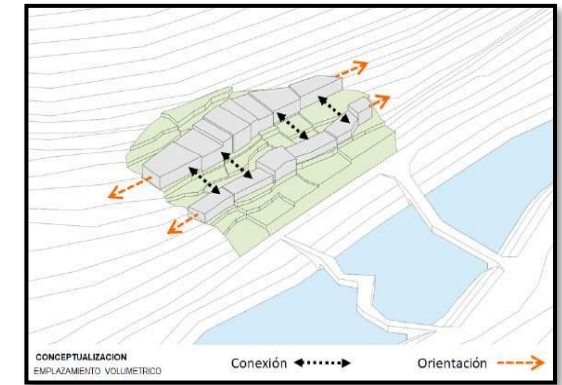 CONCEPTUALIZACION
EMPLAZAMIENTO VOLUMETRICO
Conexión
Orientación